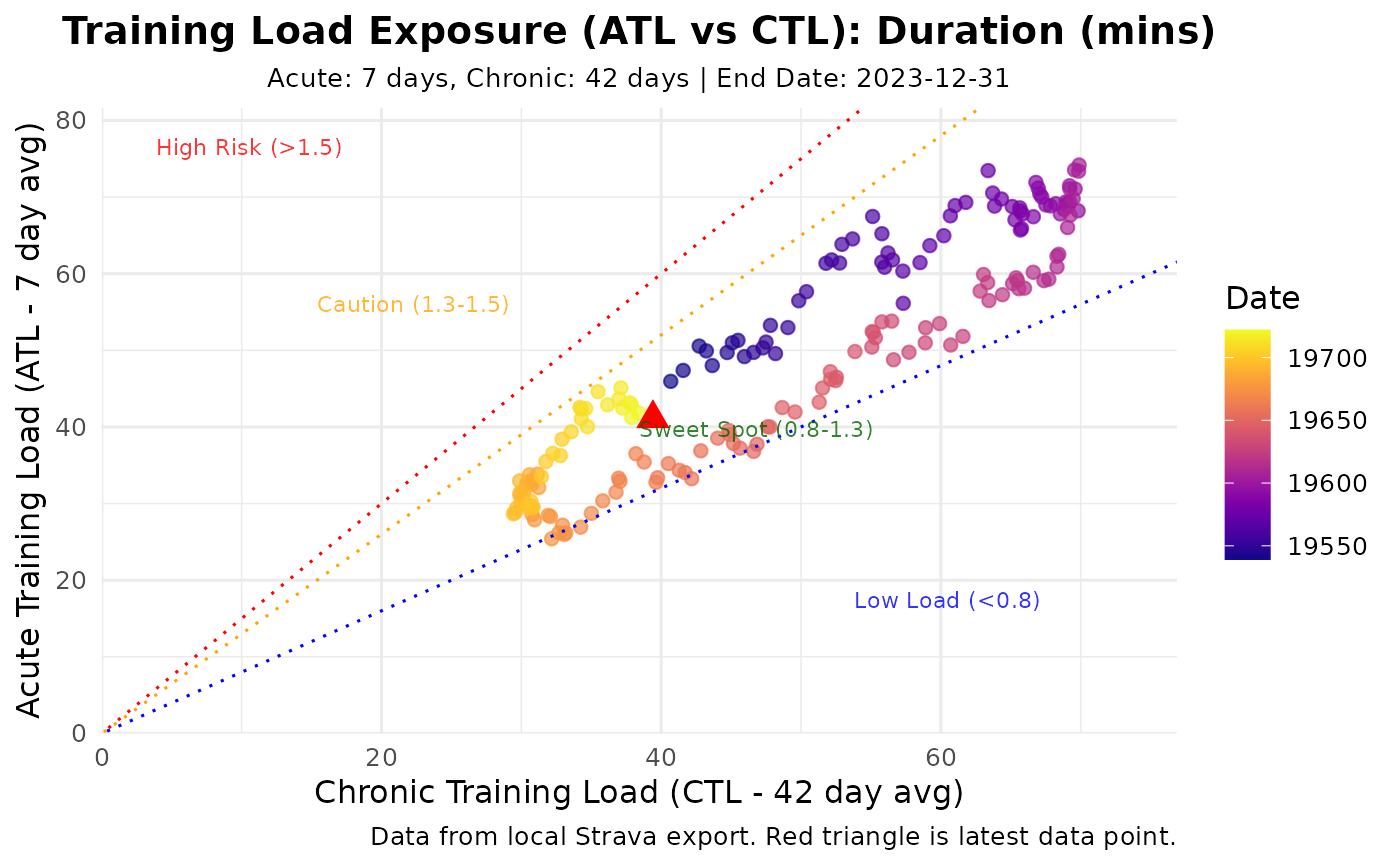 Training Load Exposure (ATL vs CTL): Duration (mins)
Acute: 7 days, Chronic: 42 days | End Date: 2023-12-31
Acute Training Load (ATL - 7 day avg)
80
60
40
20
0
High Risk (>1.5)
Caution (1.3-1.5)
Sweet Spot (0.8-1.3)
Low Load (<0.8)
0
20
40
60
Chronic Training Load (CTL - 42 day avg)
Date
19700
19650
19600
19550
Data from local Strava export. Red triangle is latest data point.